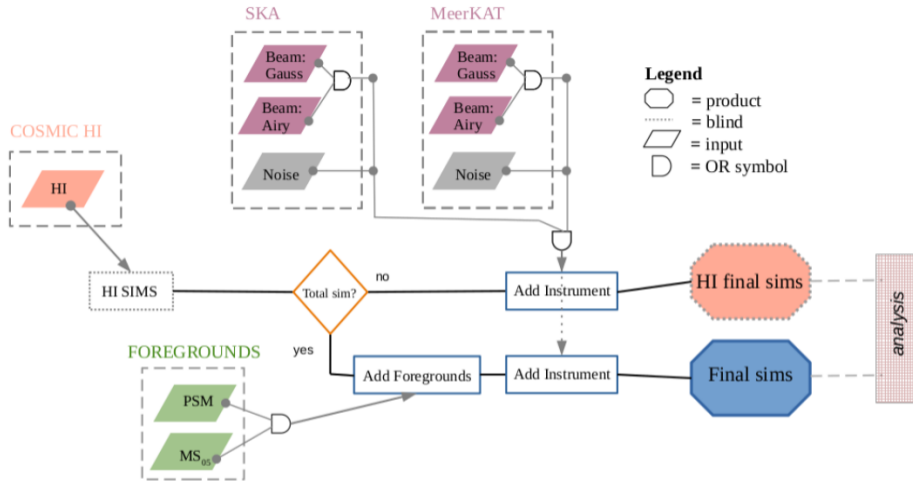 SKA
MeerKAT
Beam:
Gauss
Beam:
Airy
Noise
Beam:
Gauss
Beam:
Airy
Noise
Legend
= product
= blind
= input
= OR symbol
COSMIC HI
HI
HI SIMS
Total sim?
no
yes
Add Instrument
HI final sims
analysis
FOREGROUNDS
PSM
MS05
Add Foregrounds
Add Instrument
Final sims